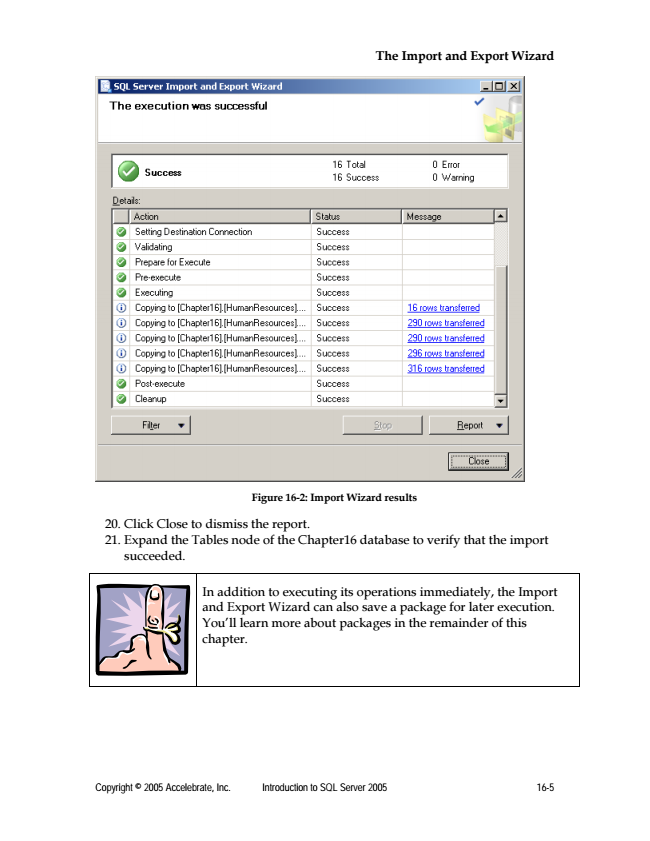 The Import and Export Wizard
SQL Server Import and Export Wizard
The execution was successful
Success
16 Total
0 Error
16 Success
0 Warning
Details:
Action Status Message
Setting Destination Connection Success
Validating Success
Prepare for Execute Success
Pre-execute Success
Executing Success
Copying to [Chapter16].[HumanResources].... Success 16 rows transferred
Copying to [Chapter16].[HumanResources].... Success 290 rows transferred
Copying to [Chapter16].[HumanResources].... Success 290 rows transferred
Copying to [Chapter16].[HumanResources].... Success 296 rows transferred
Copying to [Chapter16].[HumanResources].... Success 316 rows transferred
Post-execute Success
Cleanup Success
Filter Stop Report
Close
Figure 16-2: Import Wizard results
20. Click Close to dismiss the report.
21. Expand the Tables node of the Chapter16 database to verify that the import
succeeded.
In addition to executing its operations immediately, the Import
and Export Wizard can also save a package for later execution.
You’ll learn more about packages in the remainder of this
chapter.
Copyright © 2005 Accelebrate, Inc. Introduction to SQL Server 2005 16-5